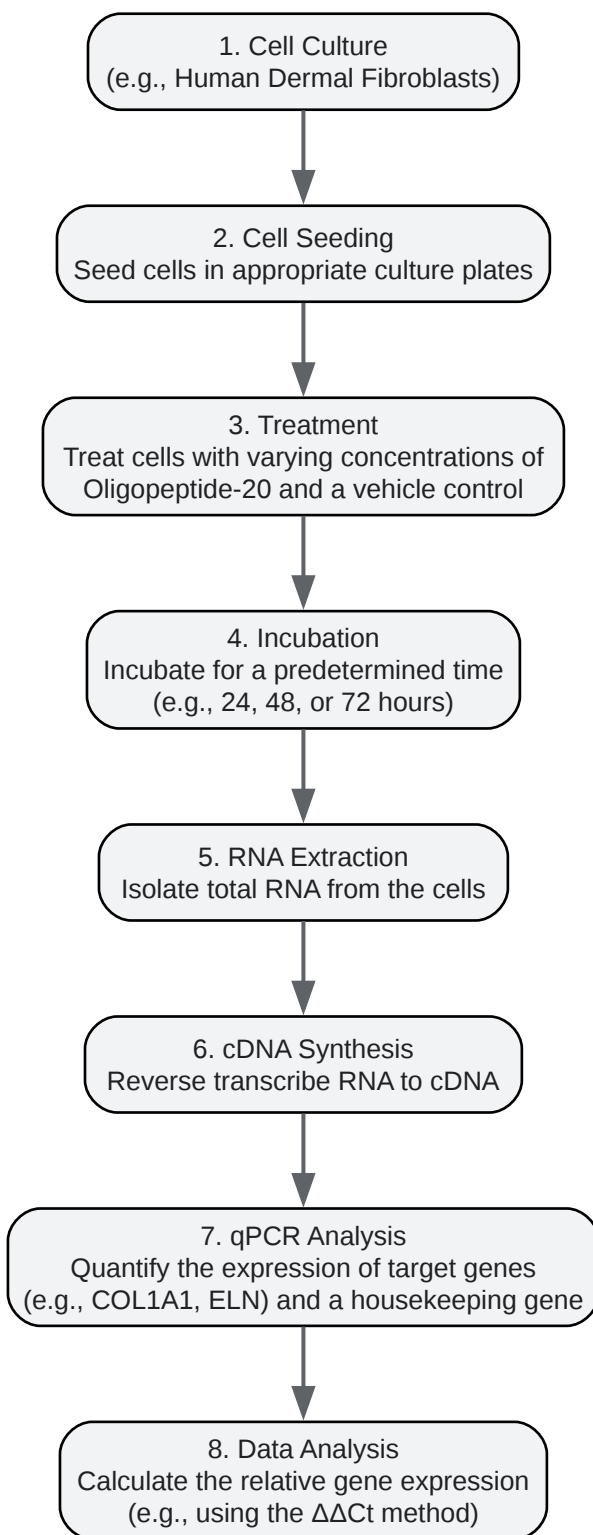 1. Cell Culture
(e.g., Human Dermal Fibroblasts)
2. Cell Seeding
Seed cells in appropriate culture plates
3. Treatment
Treat cells with varying concentrations of
Oligopeptide-20 and a vehicle control
4. Incubation
Incubate for a predetermined time
(e.g., 24, 48, or 72 hours)
5. RNA Extraction
Isolate total RNA from the cells
6. cDNA Synthesis
Reverse transcribe RNA to cDNA
7. qPCR Analysis
Quantify the expression of target genes
(e.g., COL1A1, ELN) and a housekeeping gene
8. Data Analysis
Calculate the relative gene expression
(e.g., using the ΔΔCt method)